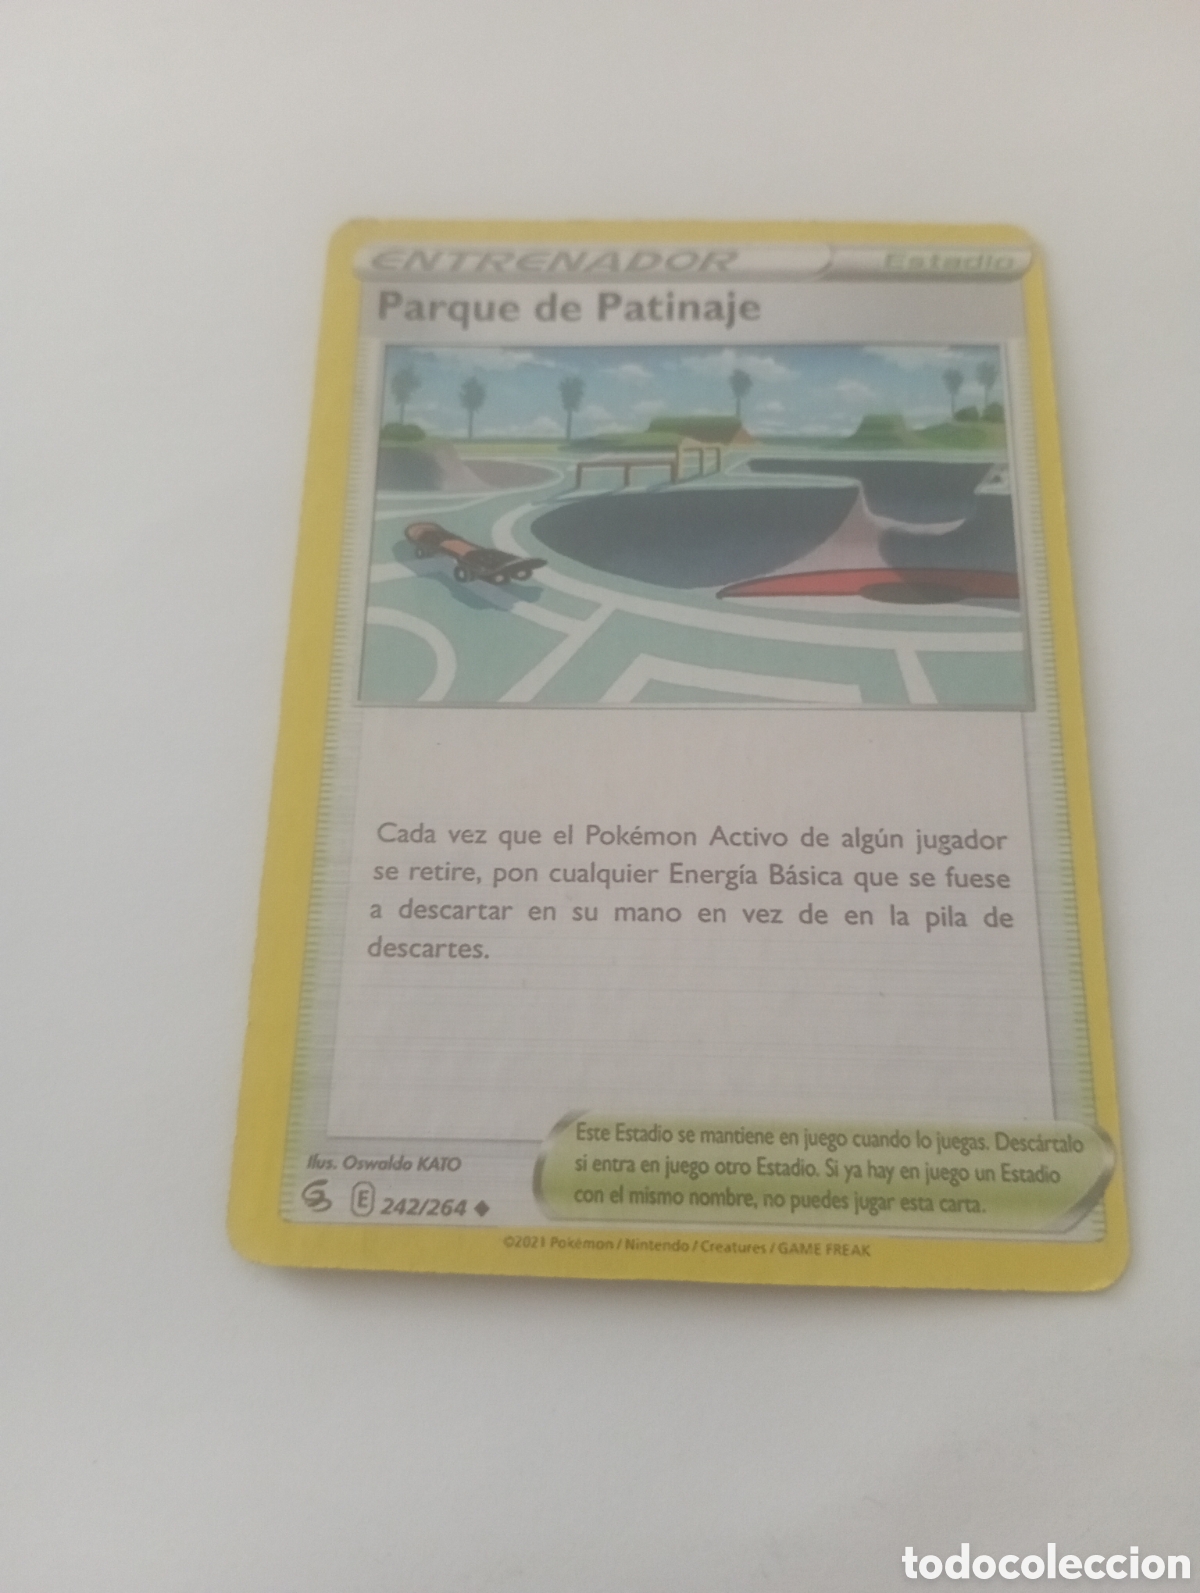 ENTRENADOR Estadio
Parque de Patinaje
Cada vez que el Pokémon Activo de algún jugador
se retire, pon cualquier Energía Básica que se fuese
a descartar en su mano en vez de en la pila de
descartes.
Este Estadio se mantiene en juego cuando lo juegas. Descártalo
si entra en juego otro Estadio. Si ya hay en juego un Estadio
con el mismo nombre, no puedes jugar esta carta.
Ilus. Oswaldo KATO
E 242/264
©2021 Pokémon / Nintendo / Creatures / GAME FREAK
todocoleccion